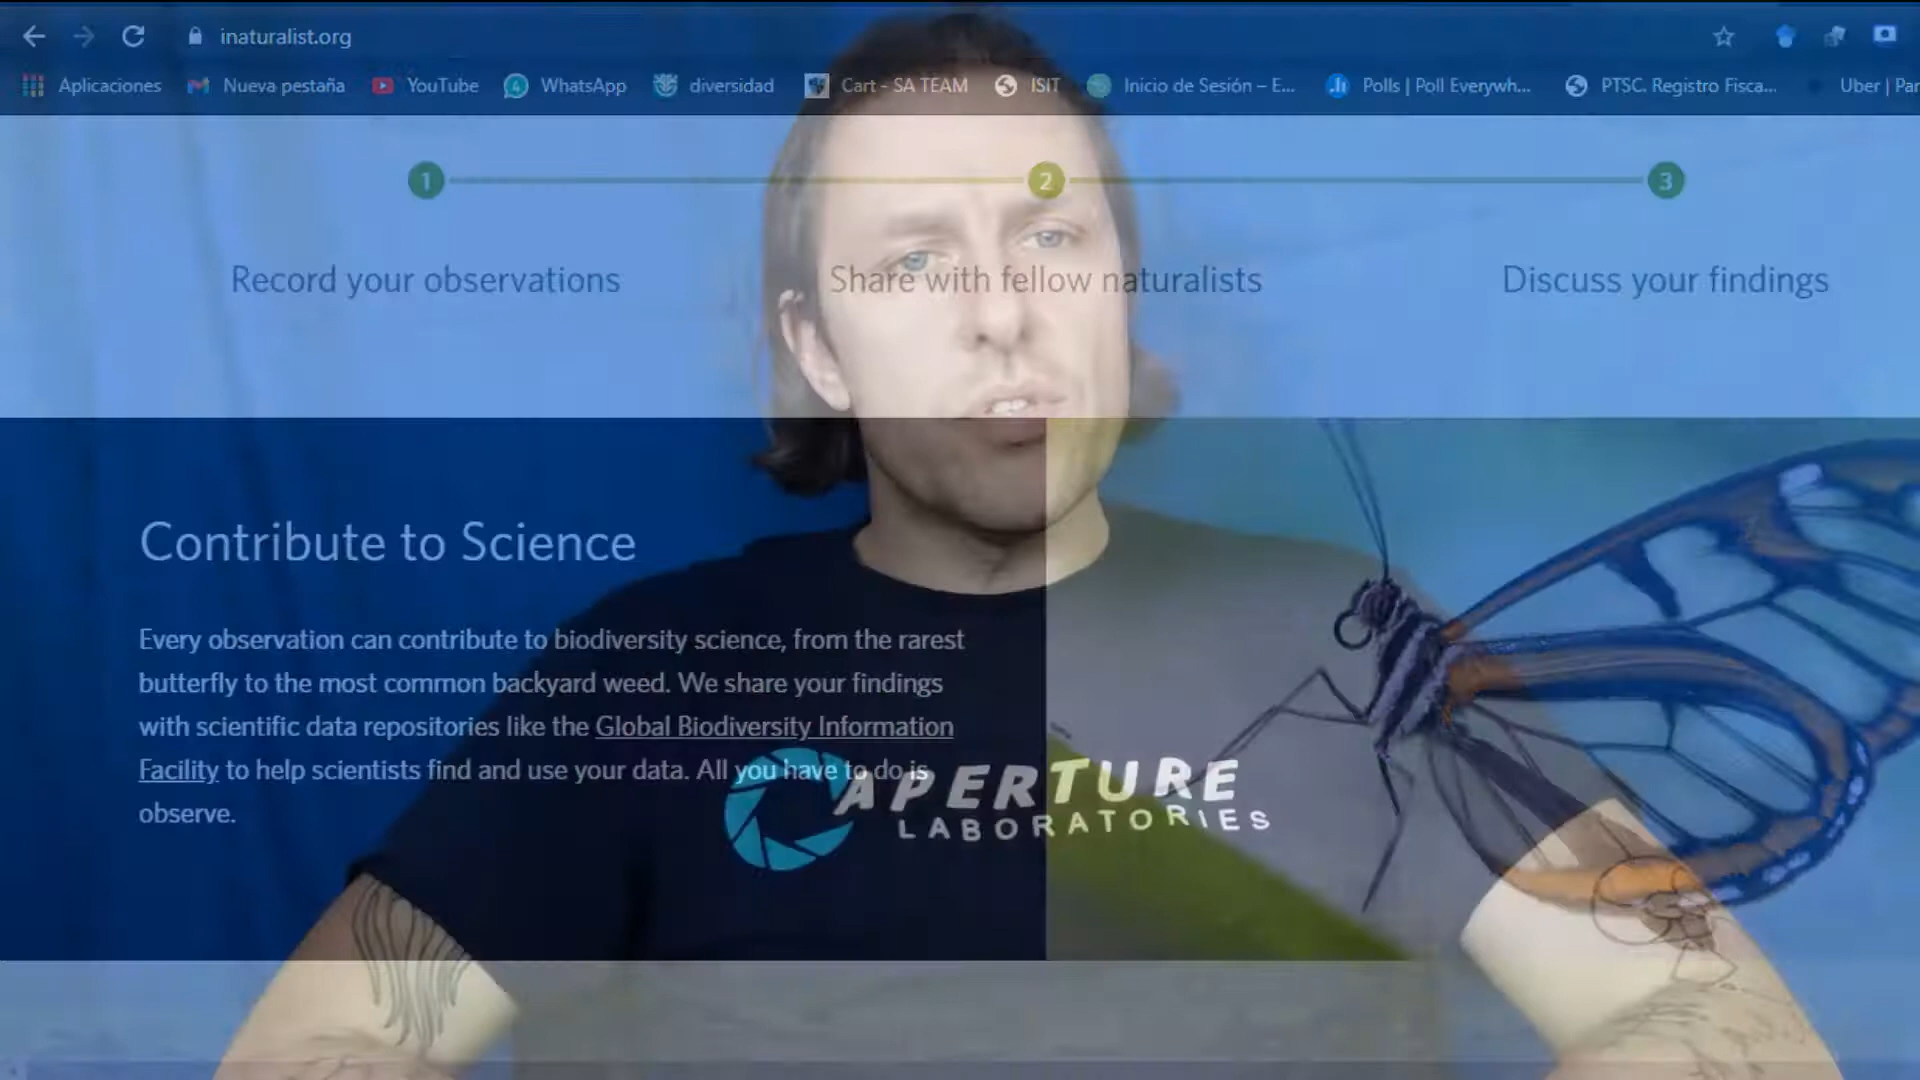 inaturalist.org
Aplicaciones Nueva pestaña YouTube 4 WhatsApp diversidad Cart - SA TEAM ISIT Inicio de Sesión – E... Polls | Poll Everywh... PTSC. Registro Fisca... Uber | Par
1 2 3
Record your observations Share with fellow naturalists Discuss your findings
Contribute to Science
Every observation can contribute to biodiversity science, from the rarest
butterfly to the most common backyard weed. We share your findings
with scientific data repositories like the Global Biodiversity Information
Facility to help scientists find and use your data. All you have to do is
observe.
APERTURE
LABORATORIES